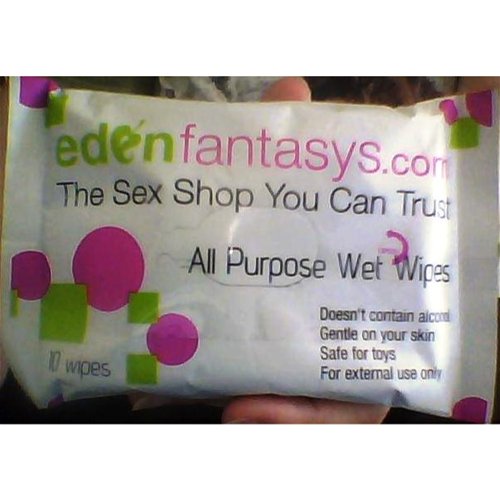 edenfantasys.com
The Sex Shop You Can Trust
All Purpose Wet Wipes
Doesn't contain alcohol
Gentle on your skin
Safe for toys
For external use only
10 wipes